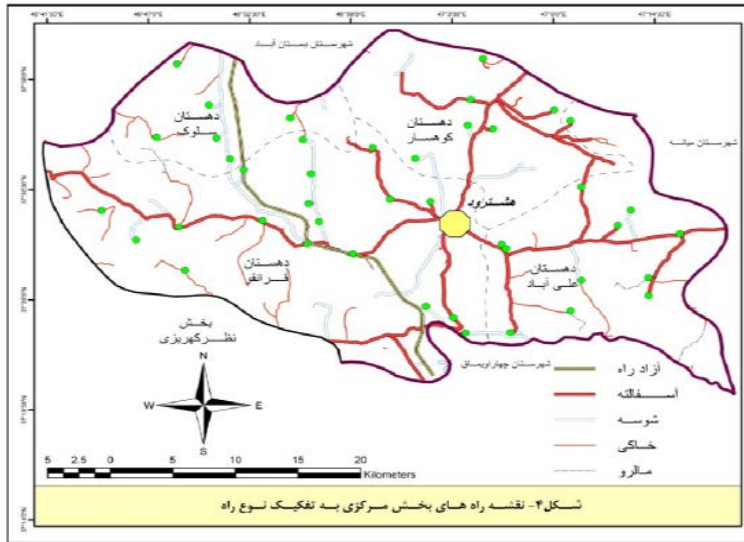 شهرستان بستان آباد
دهستان
سلوک
دهستان
کوهسار
شهرستان میانه
هشترود
دهستان
قرانقو
دهستان
علی آباد
بخش
نظرکهریزی
شهرستان چهاراویماق
آزاد راه
آسفالته
شوسه
خاکی
مالرو
N
W E
S
5 2.5 0 5 10 15 20
Kilometers
شکل۴- نقشه راه های بخش مرکزی به تفکیک نوع راه